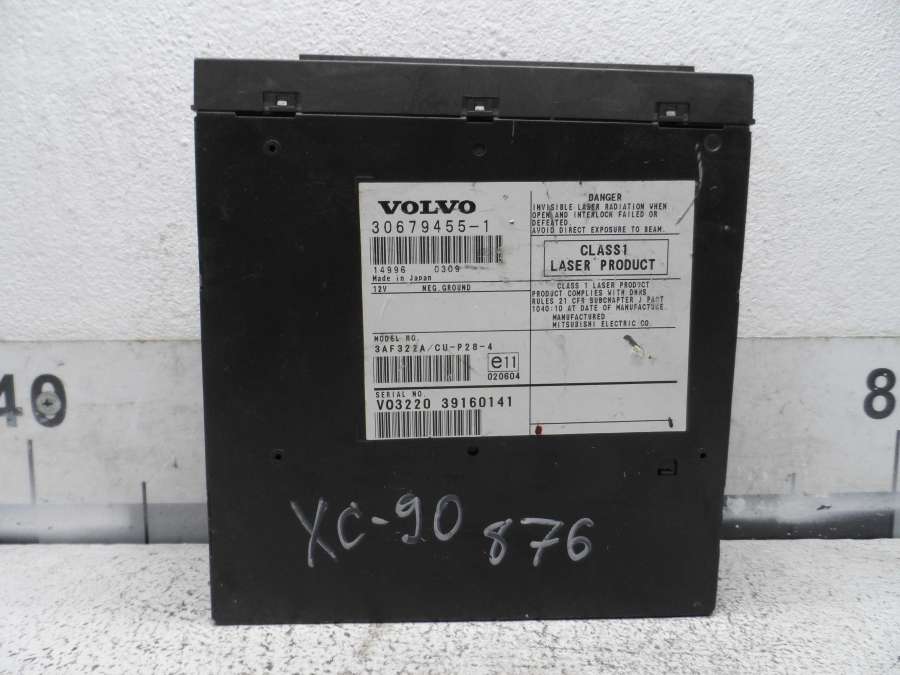 VOLVO
30679455-1
14996 0309
Made in Japan
12V NEG.GROUND
MODEL NO.
3AF322A/CU-P28-4
e11
020604
SERIAL NO.
VO3220 39160141
DANGER
INVISIBLE LASER RADIATION WHEN
OPEN AND INTERLOCK FAILED OR
DEFEATED.
AVOID DIRECT EXPOSURE TO BEAM.
CLASS1
LASER PRODUCT
CLASS 1 LASER PRODUCT
PRODUCT COMPLIES WITH DHHS
RULES 21 CFR SUBCHAPTER J PART
1040:10 AT DATE OF MANUFACTURE.
MANUFACTURED
MITSUBISHI ELECTRIC CO.
XC-90 876
40
8